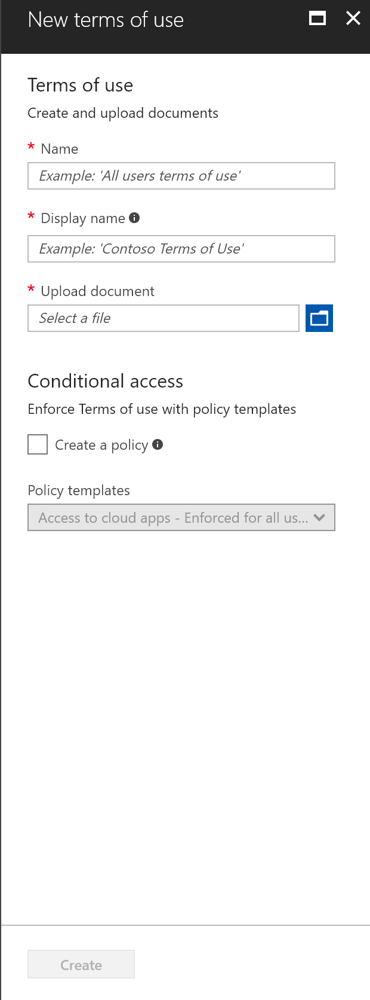 New terms of use
Terms of use
Create and upload documents
* Name
Example: 'All users terms of use'
* Display name
Example: 'Contoso Terms of Use'
* Upload document
Select a file
Conditional access
Enforce Terms of use with policy templates
Create a policy
Policy templates
Access to cloud apps - Enforced for all us...
Create